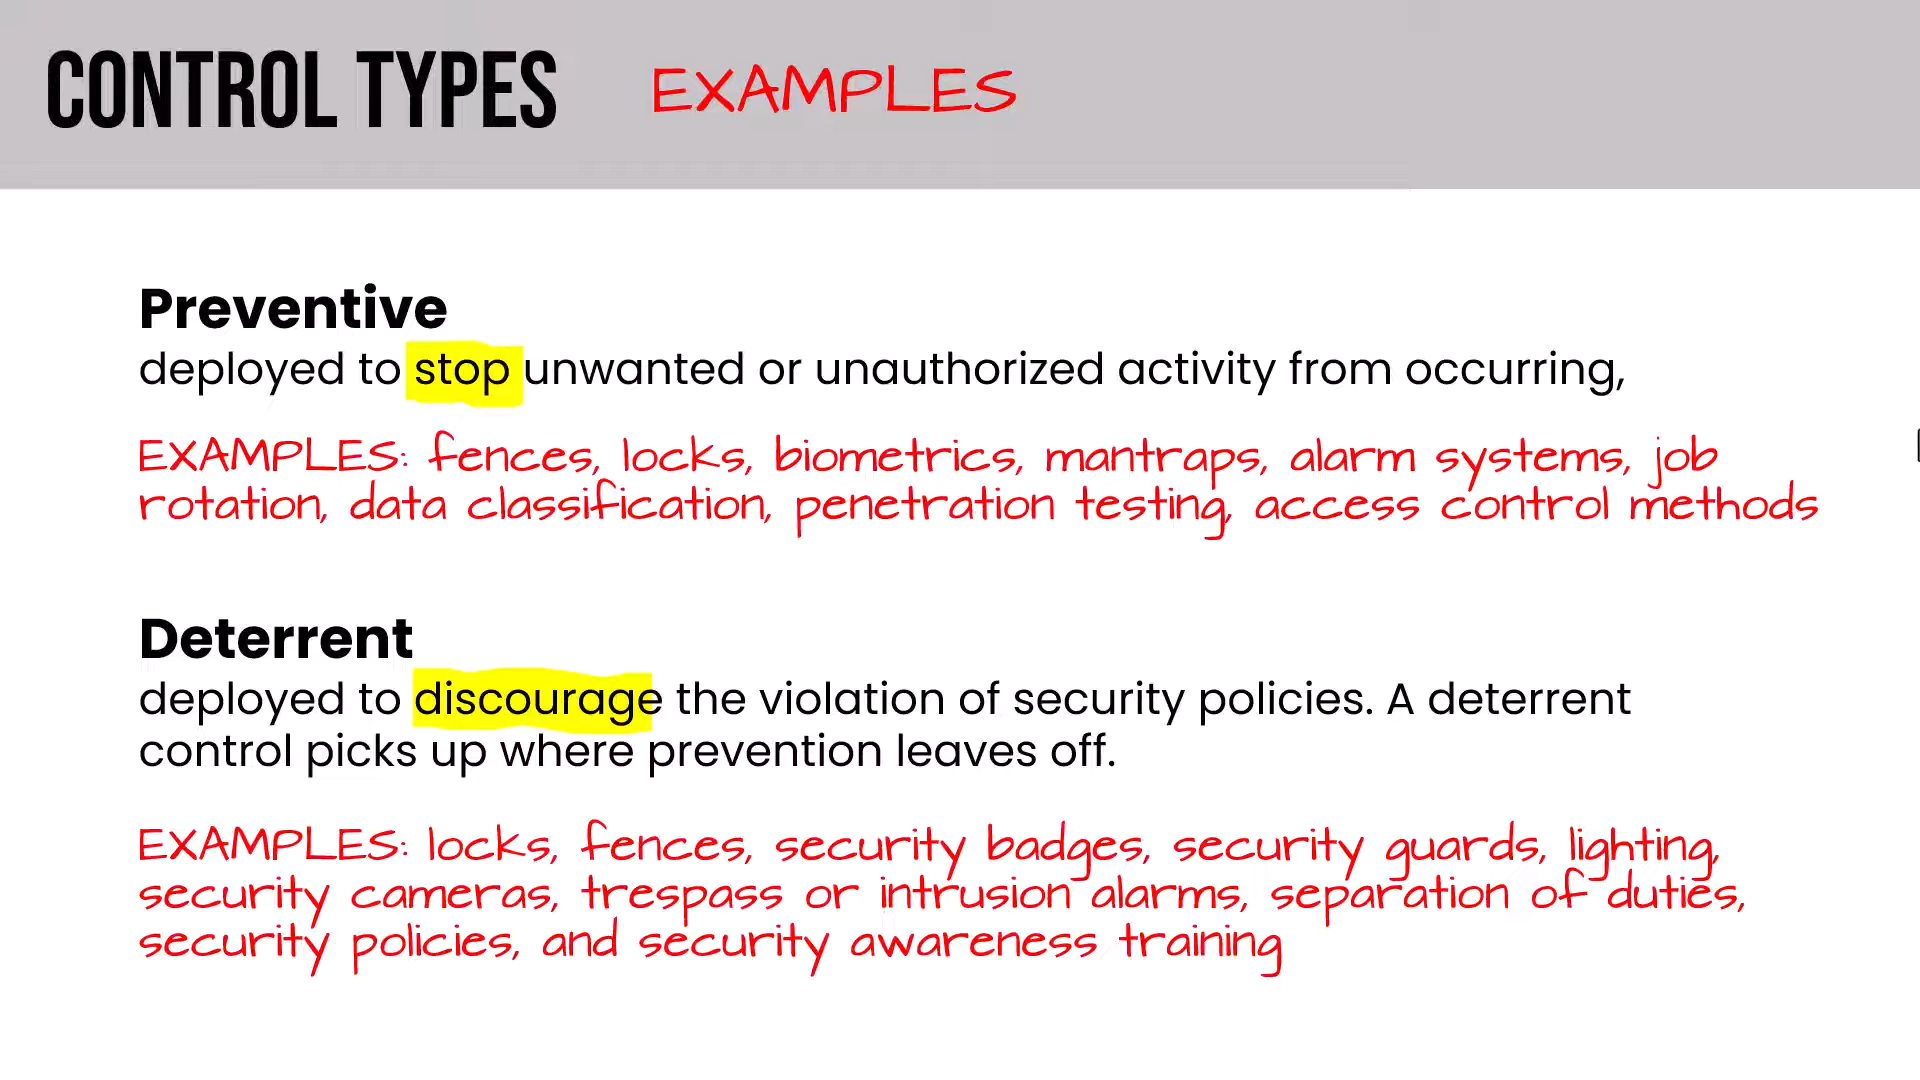 CONTROL TYPES EXAMPLES
Preventive
deployed to stop unwanted or unauthorized activity from occurring,
EXAMPLES: fences, locks, biometrics, mantraps, alarm systems, job
rotation, data classification, penetration testing, access control methods
Deterrent
deployed to discourage the violation of security policies. A deterrent
control picks up where prevention leaves off.
EXAMPLES: locks, fences, security badges, security guards, lighting,
security cameras, trespass or intrusion alarms, separation of duties,
security policies, and security awareness training